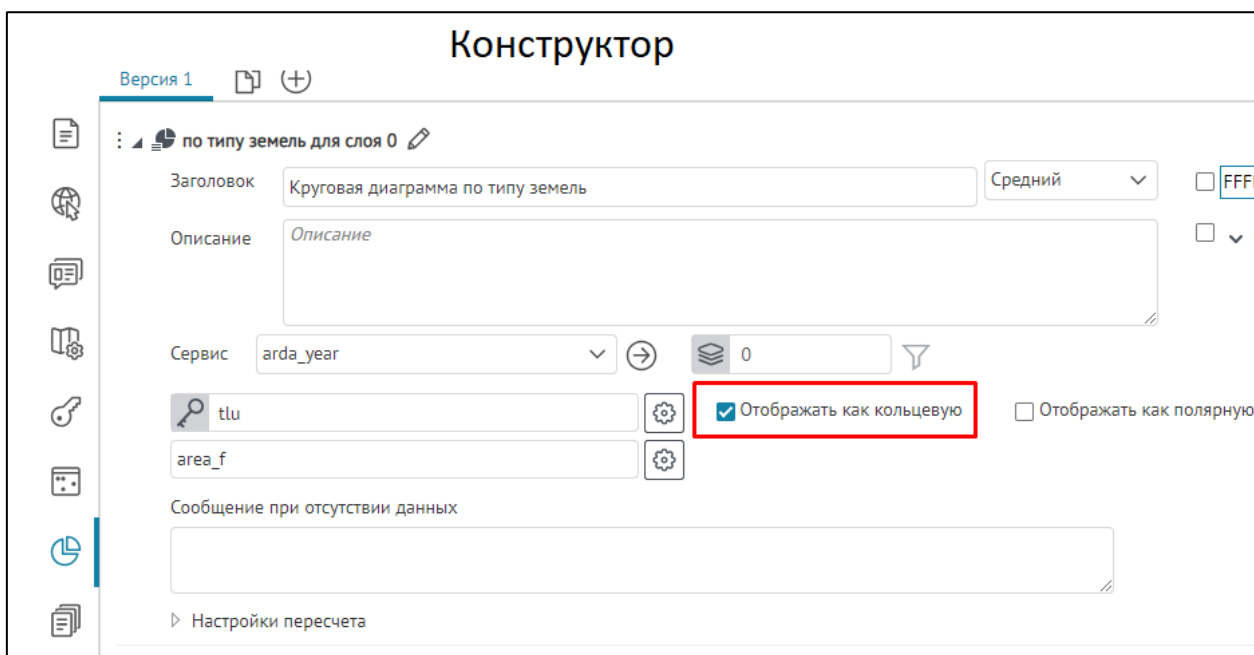 Конструктор
Версия 1
по типу земель для слоя 0
Заголовок Круговая диаграмма по типу земель Средний FFF
Описание Описание
Сервис arda_year 0
tlu Отображать как кольцевую Отображать как полярную
area_f
Сообщение при отсутствии данных
Настройки пересчета